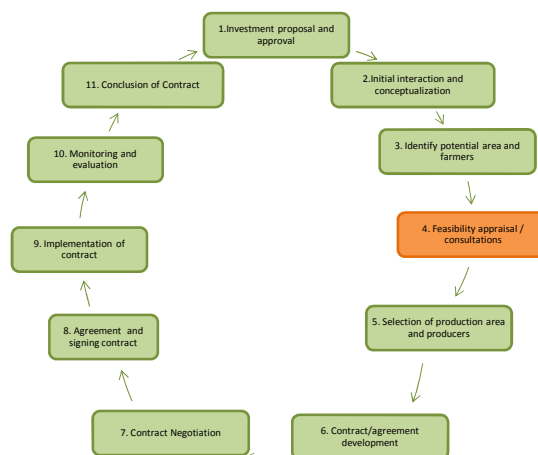 1.Investment proposal and
approval
2.Initial interaction and
conceptualization
3. Identify potential area and
farmers
4. Feasibility appraisal /
consultations
5. Selection of production area
and producers
6. Contract/agreement
development
7. Contract Negotiation
8. Agreement and
signing contract
9. Implementation of
contract
10. Monitoring and
evaluation
11. Conclusion of Contract